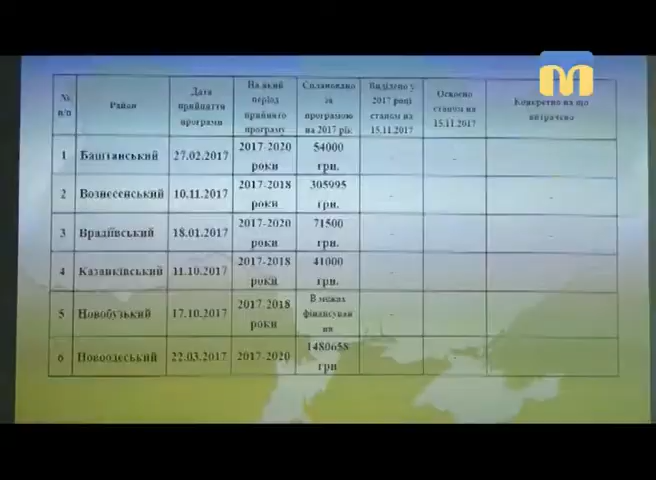 № Район Дата На який Сплановано Виділено у Освоєно Конкретно на що
п/п прийняття період за 2017 році станом на витрачено
програми прийнято програмою станом на 15.11.2017
програму на 2017 рік 15.11.2017
1 Баштанський 27.02.2017 2017-2020 54000 - -
роки грн.
2 Вознесенський 10.11.2017 2017-2018 305995 - -
роки грн.
3 Врадіївський 18.01.2017 2017-2020 71500 - -
роки грн.
4 Казанківський 11.10.2017 2017-2018 41000 - -
роки грн.
5 Новобузький 17.10.2017 2017-2018 В межах - -
роки фінансуван
ня
6 Новоодеський 22.03.2017 2017-2020 1480658 - - -
грн